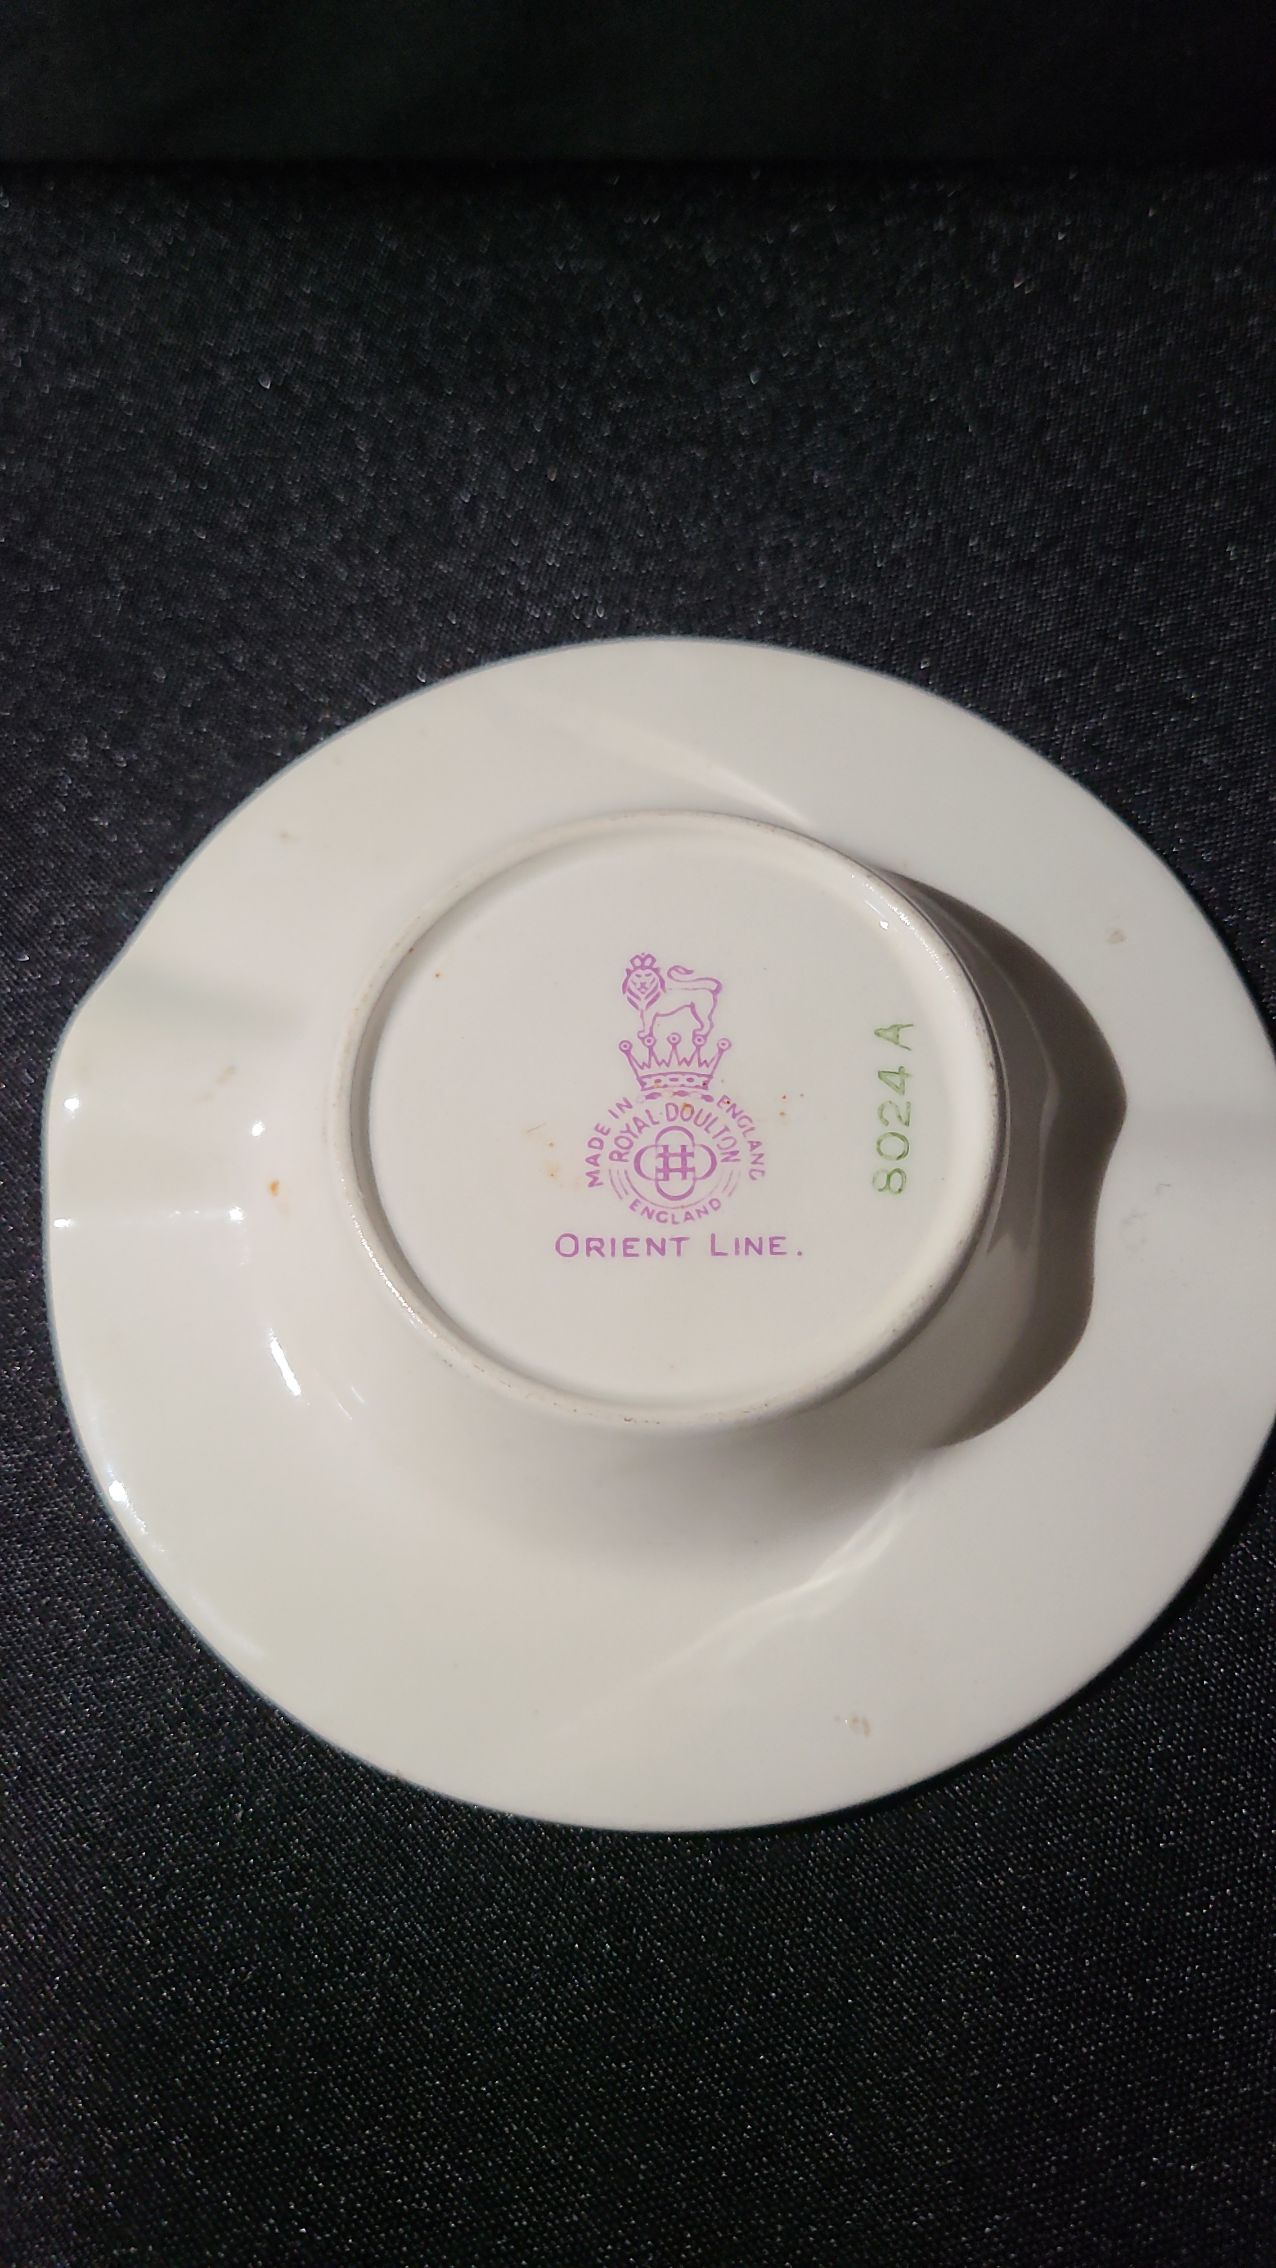 MADE IN ENGLAND
ROYAL·DOULTON
ENGLAND
ORIENT LINE.
8024 A